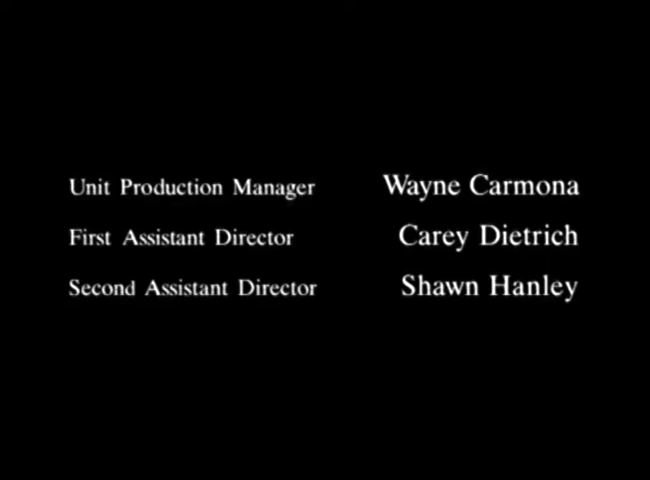 Unit Production Manager Wayne Carmona
First Assistant Director Carey Dietrich
Second Assistant Director Shawn Hanley